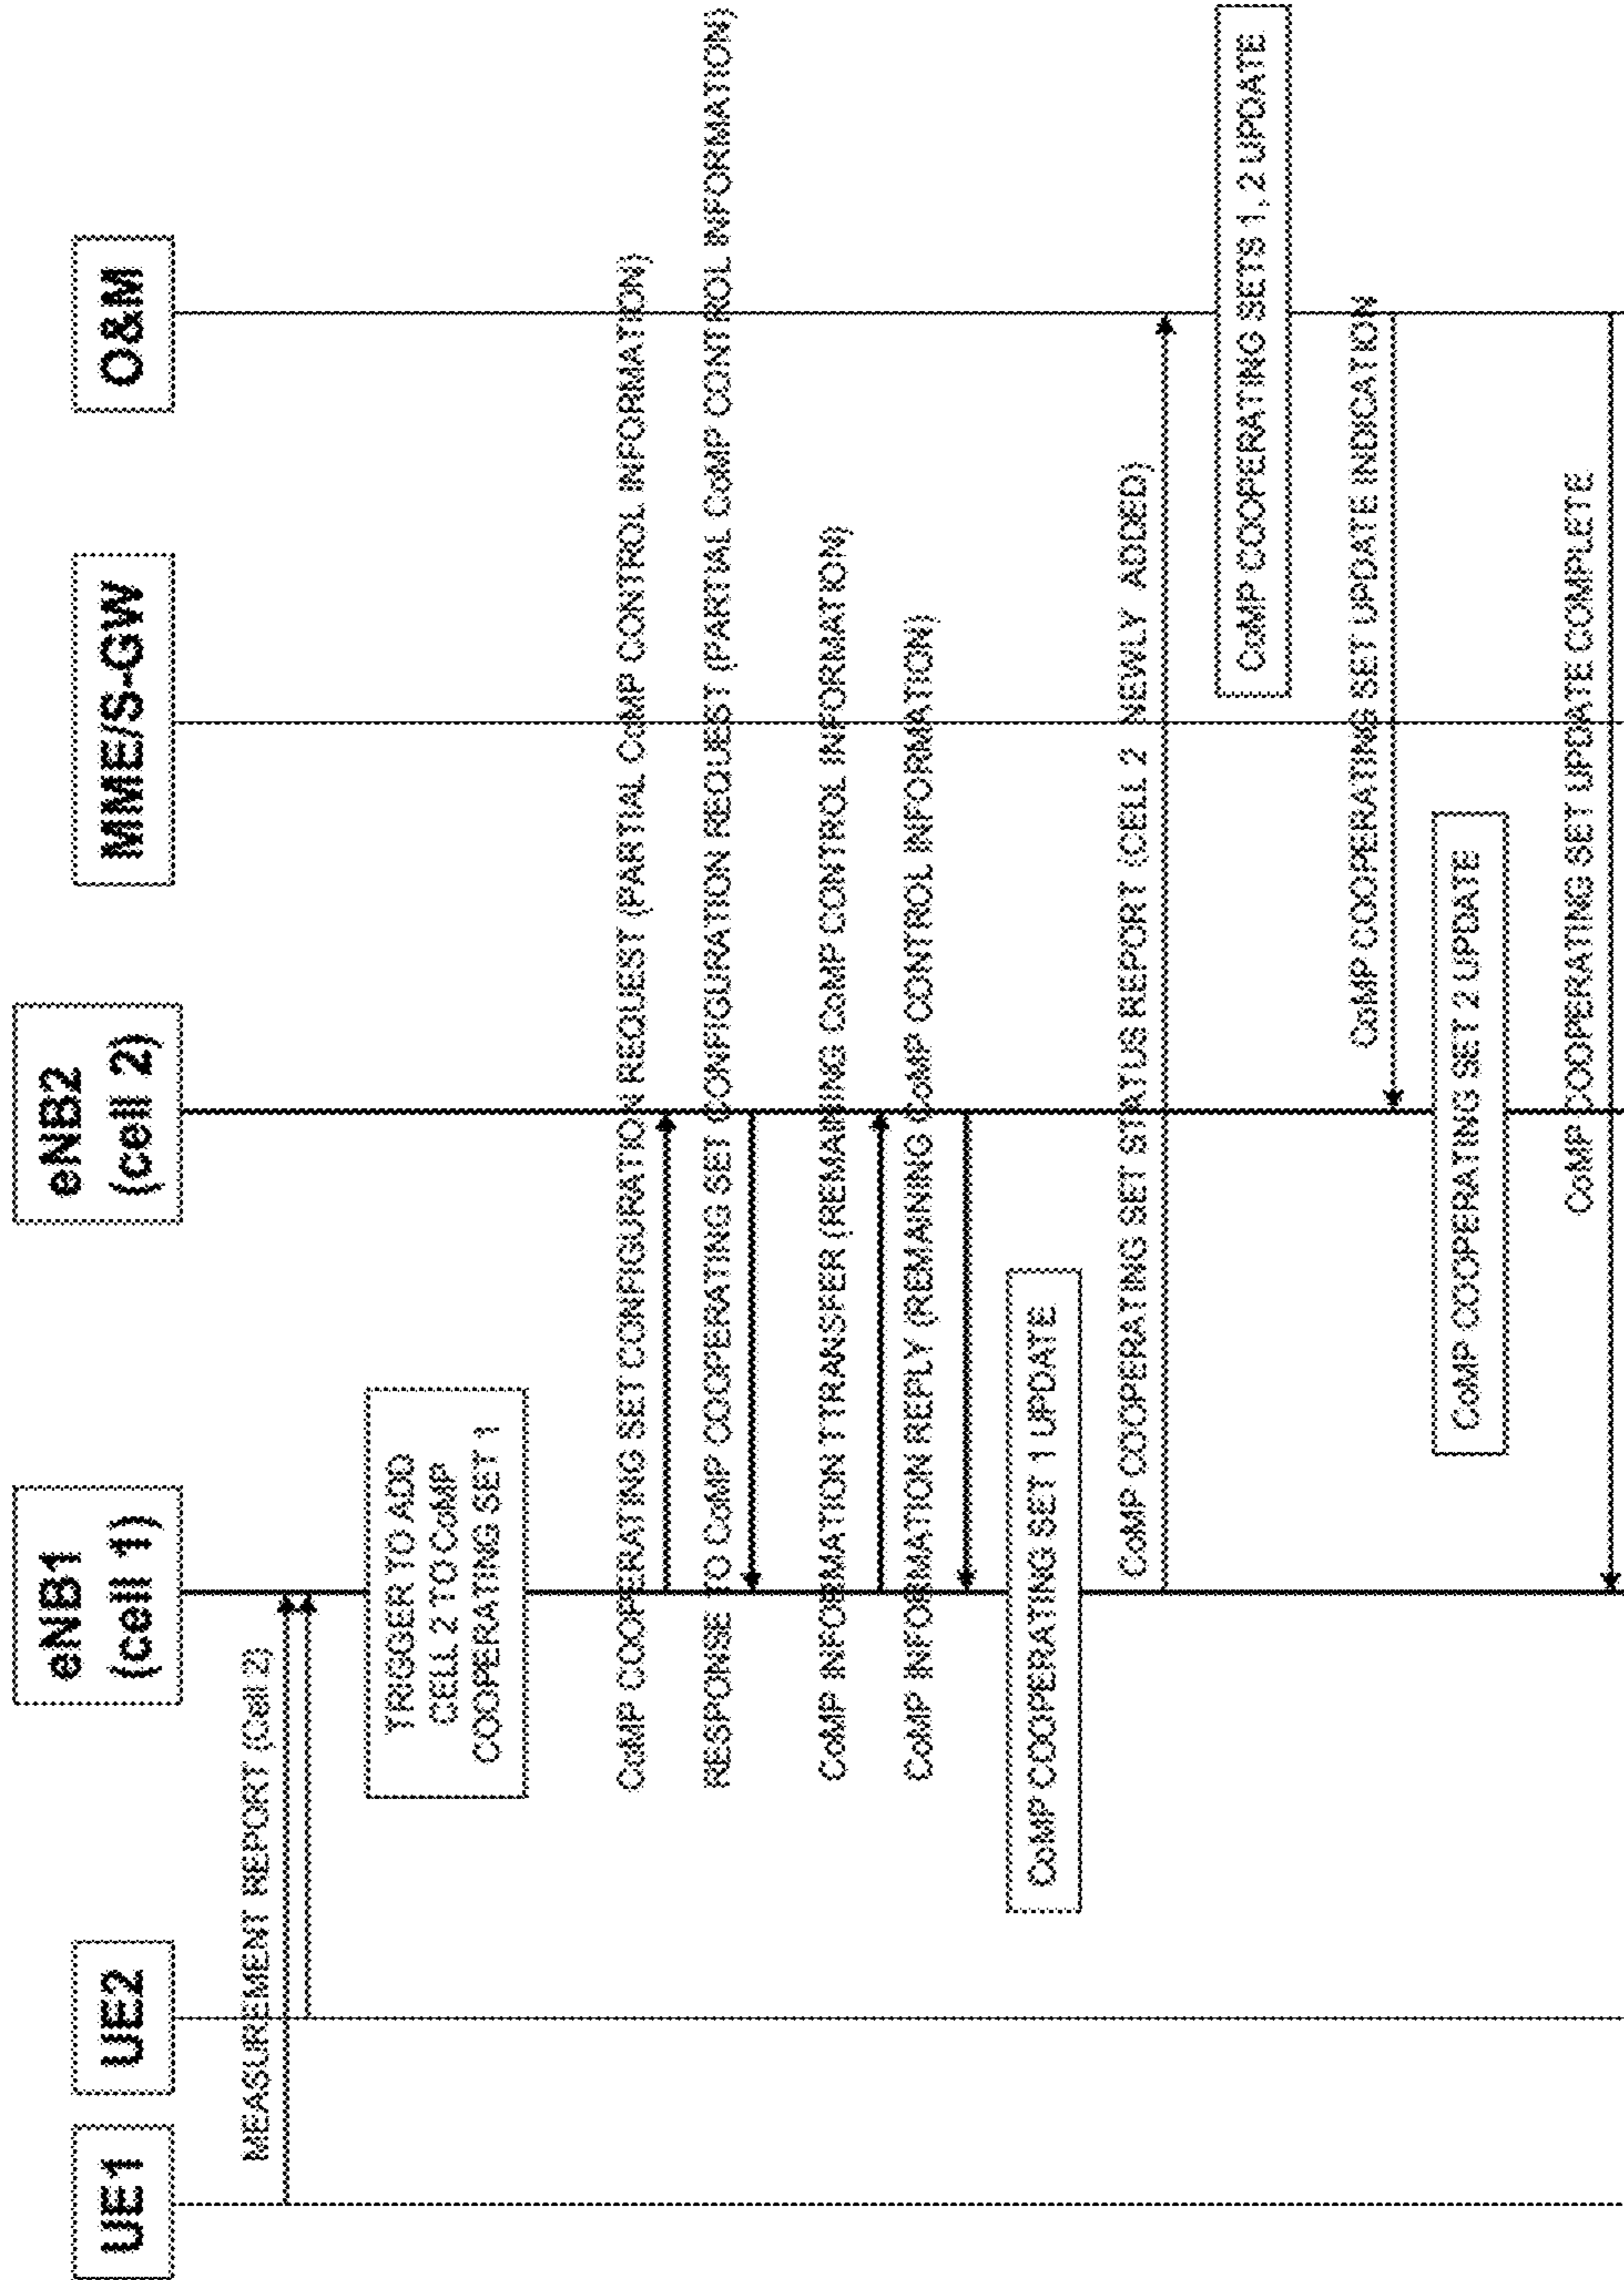 UE1
UE2
eNB1
(cell 1)
eNB2
(cell 2)
MME/S-GW
O&M
MEASUREMENT REPORT (Cell 2)
TRIGGER TO ADD
CELL 2 TO CoMP
COOPERATING SET 1
CoMP COOPERATING SET CONFIGURATION REQUEST (PARTIAL CoMP CONTROL INFORMATION)
RESPONSE TO CoMP COOPERATING SET CONFIGURATION REQUEST (PARTIAL CoMP CONTROL INFORMATION)
CoMP INFORMATION TTRANSFER (REMAINING CoMP CONTROL INFORMATION)
CoMP INFORMATION REPLY (REMAINING CoMP CONTROL INFORMATION)
CoMP COOPERATING SET 1 UPDATE
CoMP COOPERATING SET STATUS REPORT (CELL 2 NEWLY ADDED)
CoMP COOPERATING SETS 1, 2 UPDATE
CoMP COOPERATING SET UPDATE INDICATION
CoMP COOPERATING SET 2 UPDATE
CoMP COOPERATING SET UPDATE COMPLETE